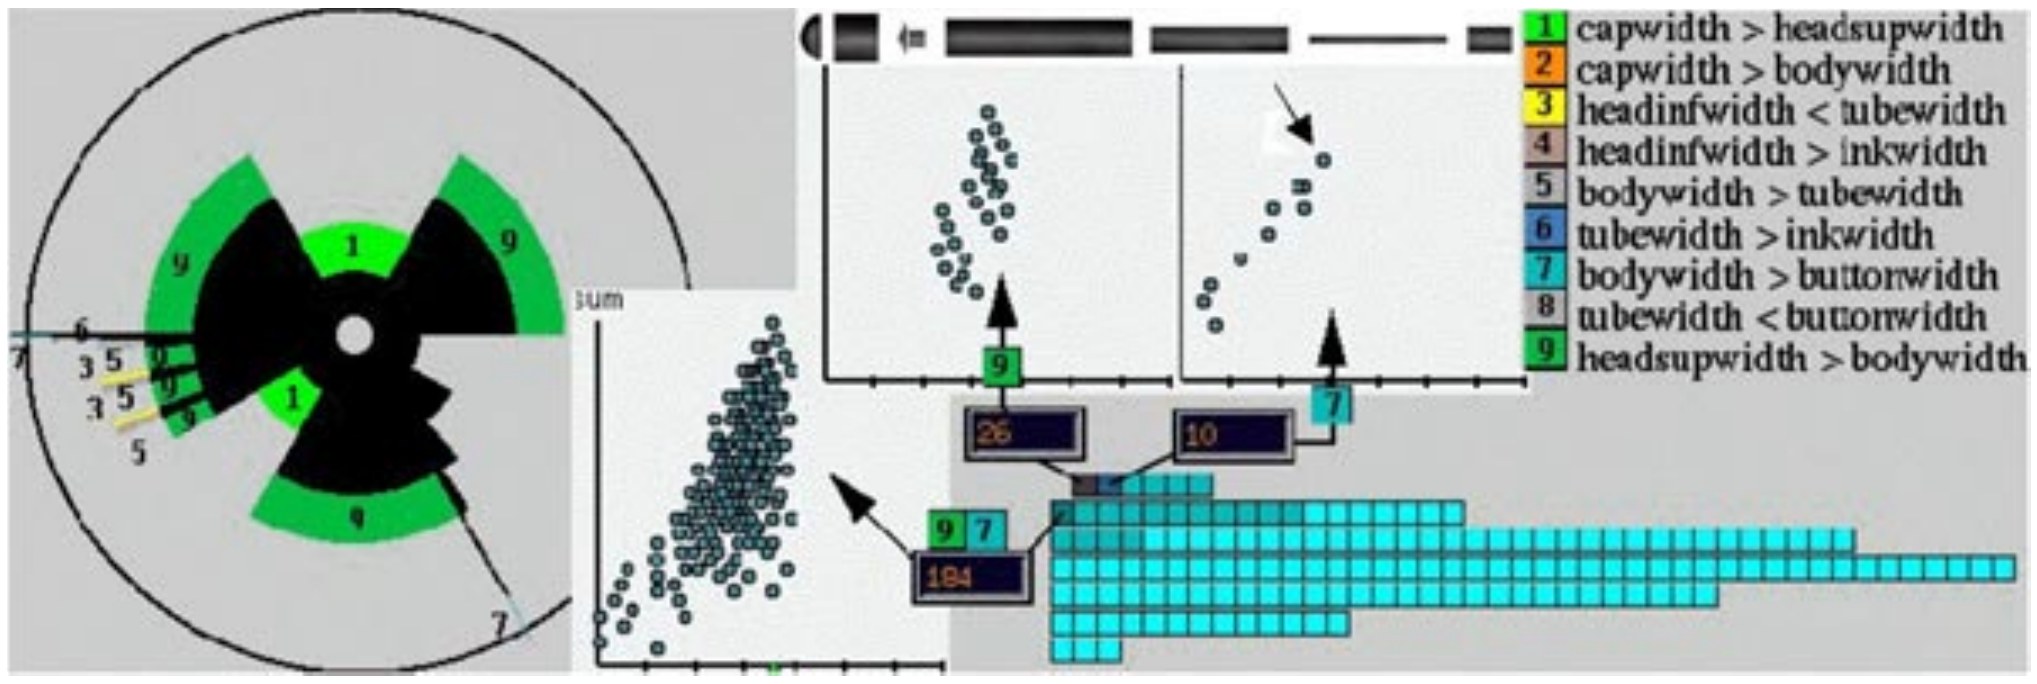 1 capwidth > headsupwidth
2 capwidth > bodywidth
3 headinfwidth < tubewidth
4 headinfwidth > inkwidth
5 bodywidth > tubewidth
6 tubewidth > inkwidth
7 bodywidth > buttonwidth
8 tubewidth < buttonwidth
9 headsupwidth > bodywidth
1
9
9
6
7
3 5
9
3 5
9
5
1
9
7
sum
9
7
26
10
9 7
184